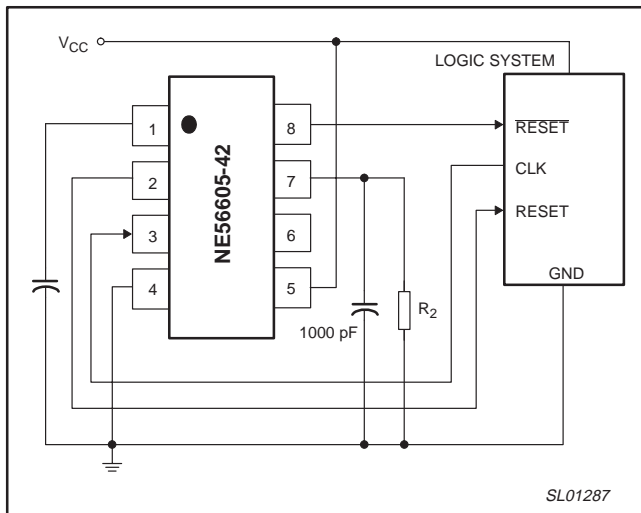 V_CC
LOGIC SYSTEM
NE56605-42
1
2
3
4
8
7
6
5
R̅E̅S̅E̅T̅
CLK
RESET
GND
1000 pF
R_2
SL01287